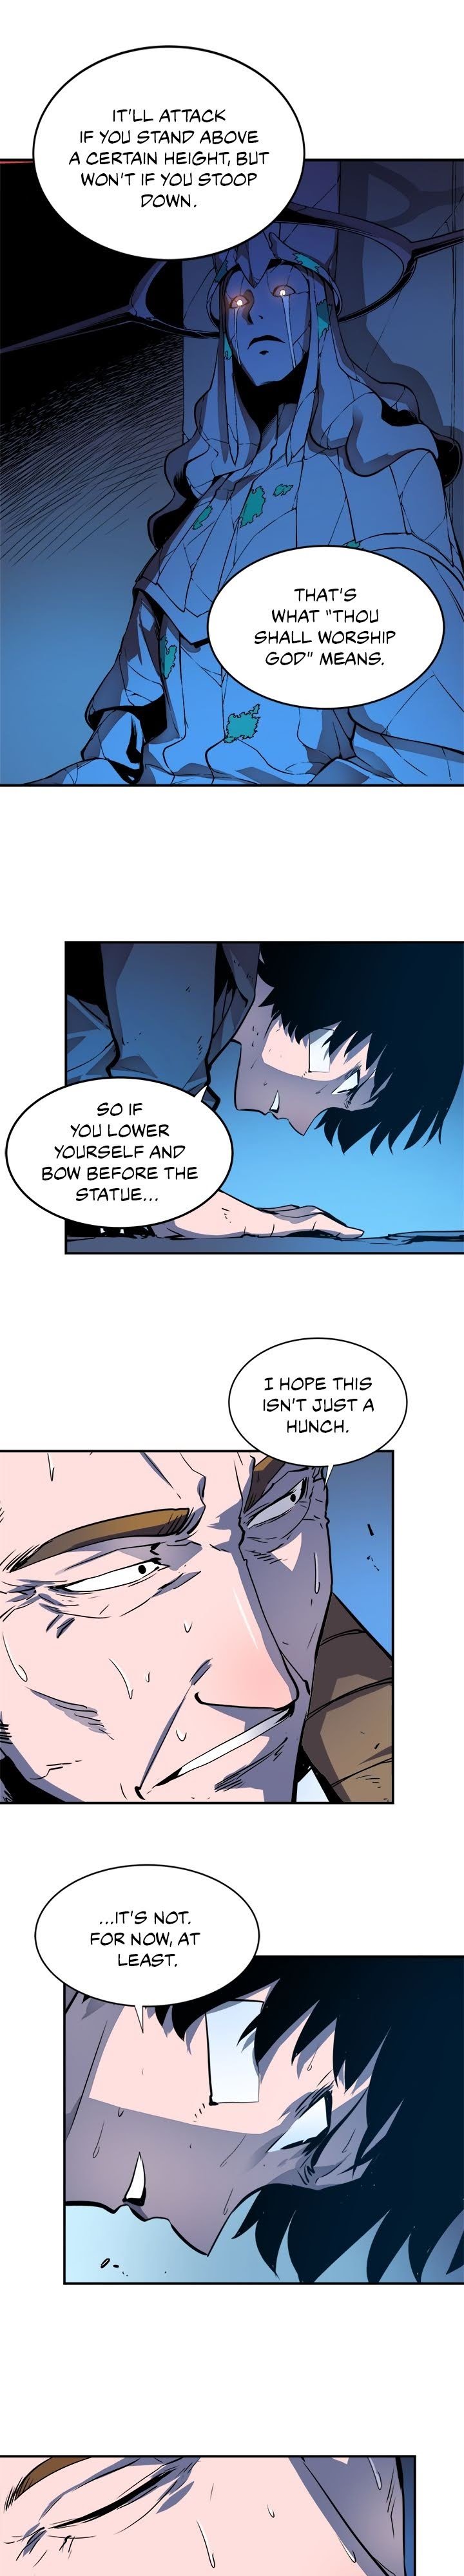 IT'LL ATTACK
IF YOU STAND ABOVE
A CERTAIN HEIGHT, BUT
WON'T IF YOU STOOP
DOWN.
THAT'S
WHAT "THOU
SHALL WORSHIP
GOD" MEANS.
SO IF
YOU LOWER
YOURSELF AND
BOW BEFORE THE
STATUE...
I HOPE THIS
ISN'T JUST A
HUNCH.
...IT'S NOT.
FOR NOW, AT
LEAST.